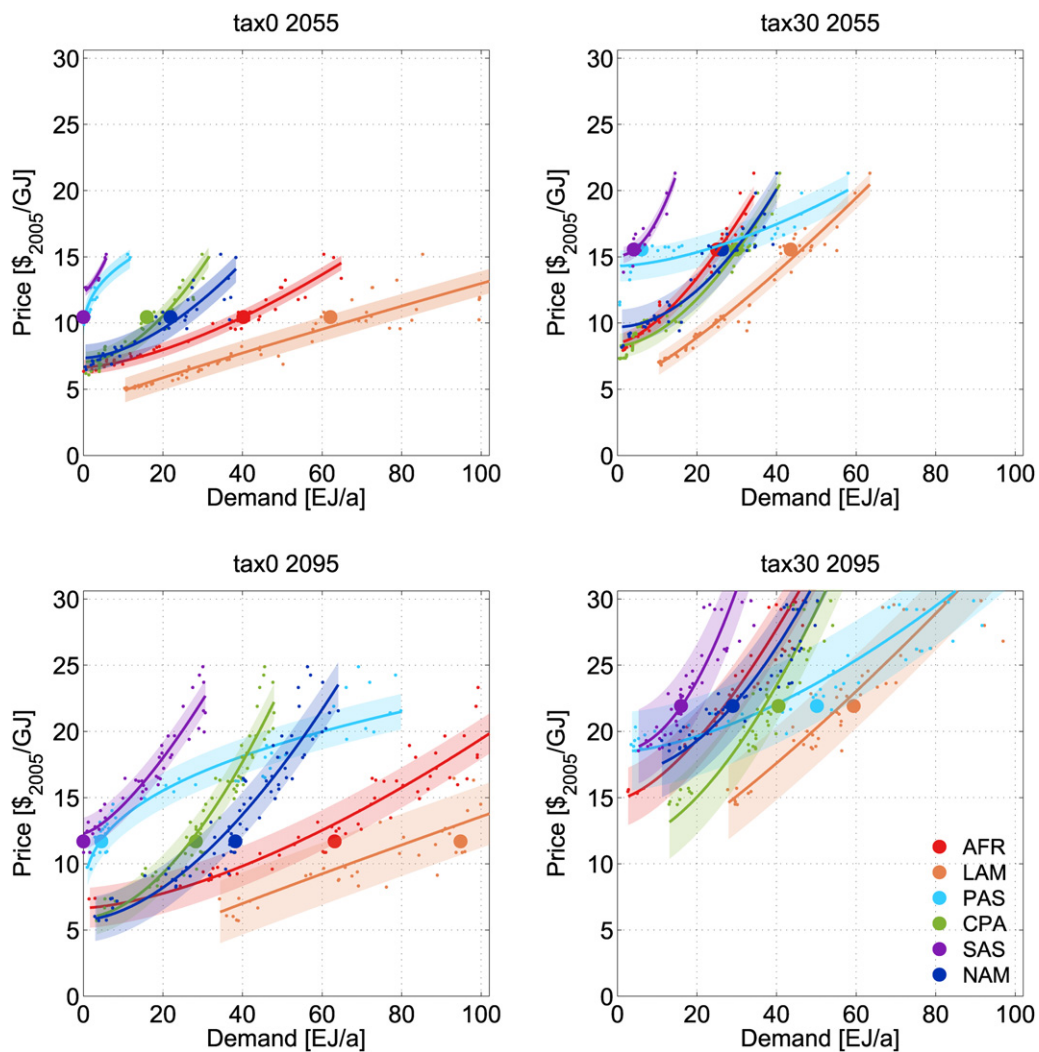 tax0 2055
30
25
20
15
10
5
0
Price [$2005/GJ]
0 20 40 60 80 100
Demand [EJ/a]
tax30 2055
30
25
20
15
10
5
0
Price [$2005/GJ]
0 20 40 60 80 100
Demand [EJ/a]
tax0 2095
30
25
20
15
10
5
0
Price [$2005/GJ]
0 20 40 60 80 100
Demand [EJ/a]
tax30 2095
30
25
20
15
10
5
0
Price [$2005/GJ]
AFR
LAM
PAS
CPA
SAS
NAM
0 20 40 60 80 100
Demand [EJ/a]